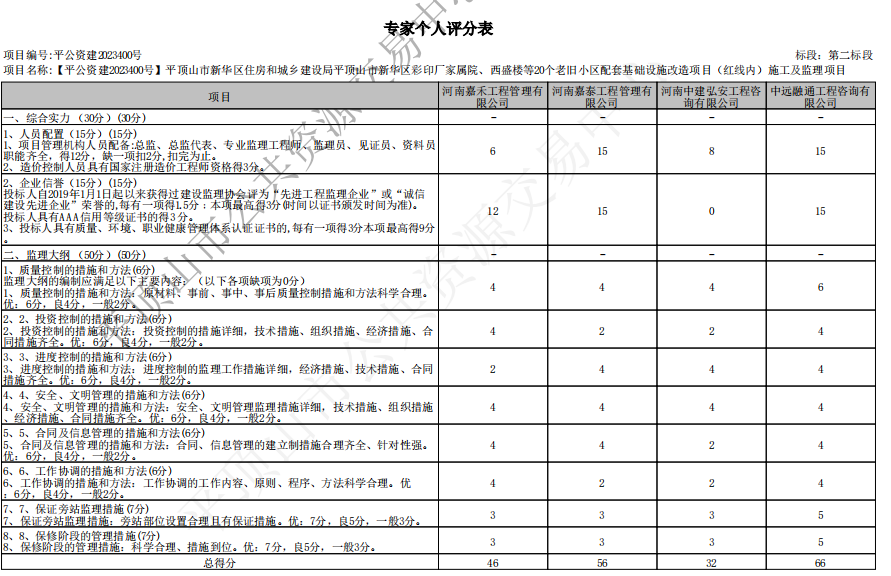 专家个人评分表
项目编号:平公资建2023400号 标段: 第二标段
项目名称:【平公资建2023400号】平顶山市新华区住房和城乡建设局平顶山市新华区彩印厂家属院、西盛楼等20个老旧小区配套基础设施改造项目（红线内）施工及监理项目
项目 河南嘉禾工程管理有限公司 河南嘉泰工程管理有限公司 河南中建弘安工程咨询有限公司 中远融通工程咨询有限公司
一、综合实力（30分）(30分) - - - -
1、人员配置（15分）(15分)
1、项目管理机构人员配备:总监、总监代表、专业监理工程师、监理员、见证员、资料员
职能齐全，得12分，缺一项扣2分,扣完为止。
2、造价控制人员具有国家注册造价工程师资格得3分。
6 15 8 15
2、企业信誉（15分）(15分)
投标人自2019年1月1日起以来获得过建设监理协会评为“先进工程监理企业”或“诚信
建设先进企业”荣誉的,每有一项得1.5分；本项最高得3分(时间以证书颁发时间为准)。
投标人具有AAA信用等级证书的得3分。
3、投标人具有质量、环境、职业健康管理体系认证证书的,每有一项得3分本项最高得9分
。
12 15 0 15
二、监理大纲（50分）(50分) - - - -
1、质量控制的措施和方法(6分)
监理大纲的编制应满足以下主要内容：（以下各项缺项为0分）
1、质量控制的措施和方法：原材料、事前、事中、事后质量控制措施和方法科学合理。
优：6分，良4分，一般2分。
4 4 4 6
2、2、投资控制的措施和方法(6分)
2、投资控制的措施和方法：投资控制的措施详细，技术措施、组织措施、经济措施、合
同措施齐全。优：6分，良4分，一般2分。
4 2 2 4
3、3、进度控制的措施和方法(6分)
3、进度控制的措施和方法：进度控制的监理工作措施详细，经济措施、技术措施、合同
措施齐全。优：6分，良4分，一般2分。
2 4 4 4
4、4、安全、文明管理的措施和方法(6分)
4、安全、文明管理的措施和方法：安全、文明管理监理措施详细，技术措施、组织措施
、经济措施、合同措施齐全。优：6分，良4分，一般2分。
4 4 4 4
5、5、合同及信息管理的措施和方法(6分)
5、合同及信息管理的措施和方法：合同、信息管理的建立制措施合理齐全、针对性强。
优：6分，良4分，一般2分。
4 4 2 4
6、6、工作协调的措施和方法(6分)
6、工作协调的措施和方法：工作协调的工作内容、原则、程序、方法科学合理。优
：6分，良4分，一般2分。
4 2 2 4
7、7、保证旁站监理措施(7分)
7、保证旁站监理措施：旁站部位设置合理且有保证措施。优：7分，良5分，一般3分。
3 3 3 5
8、8、保修阶段的管理措施(7分)
8、保修阶段的管理措施：科学合理、措施到位。优：7分，良5分，一般3分。
3 3 3 5
总得分 46 56 32 66
平顶山市公共资源交易中心
平顶山市公共资源交易中